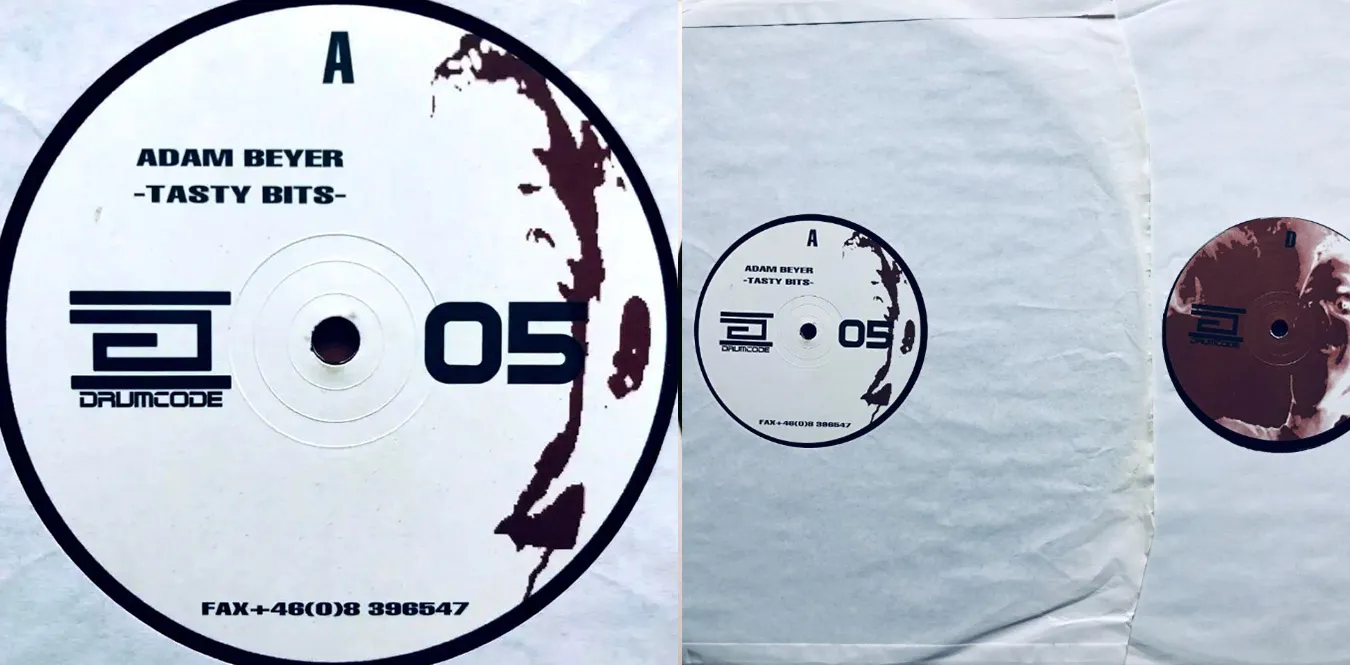 A
ADAM BEYER
-TASTY BITS-
DRUMCODE
05
FAX+46(0)8 396547
A
ADAM BEYER
-TASTY BITS-
DRUMCODE
05
FAX+46(0)8 396547
D
DRUMCODE